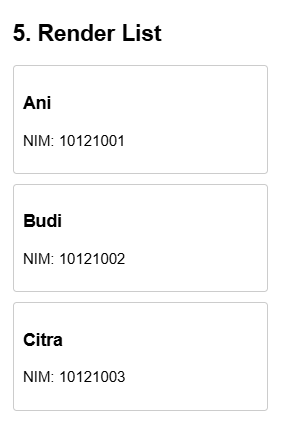 5. Render List
Ani
NIM: 10121001
Budi
NIM: 10121002
Citra
NIM: 10121003